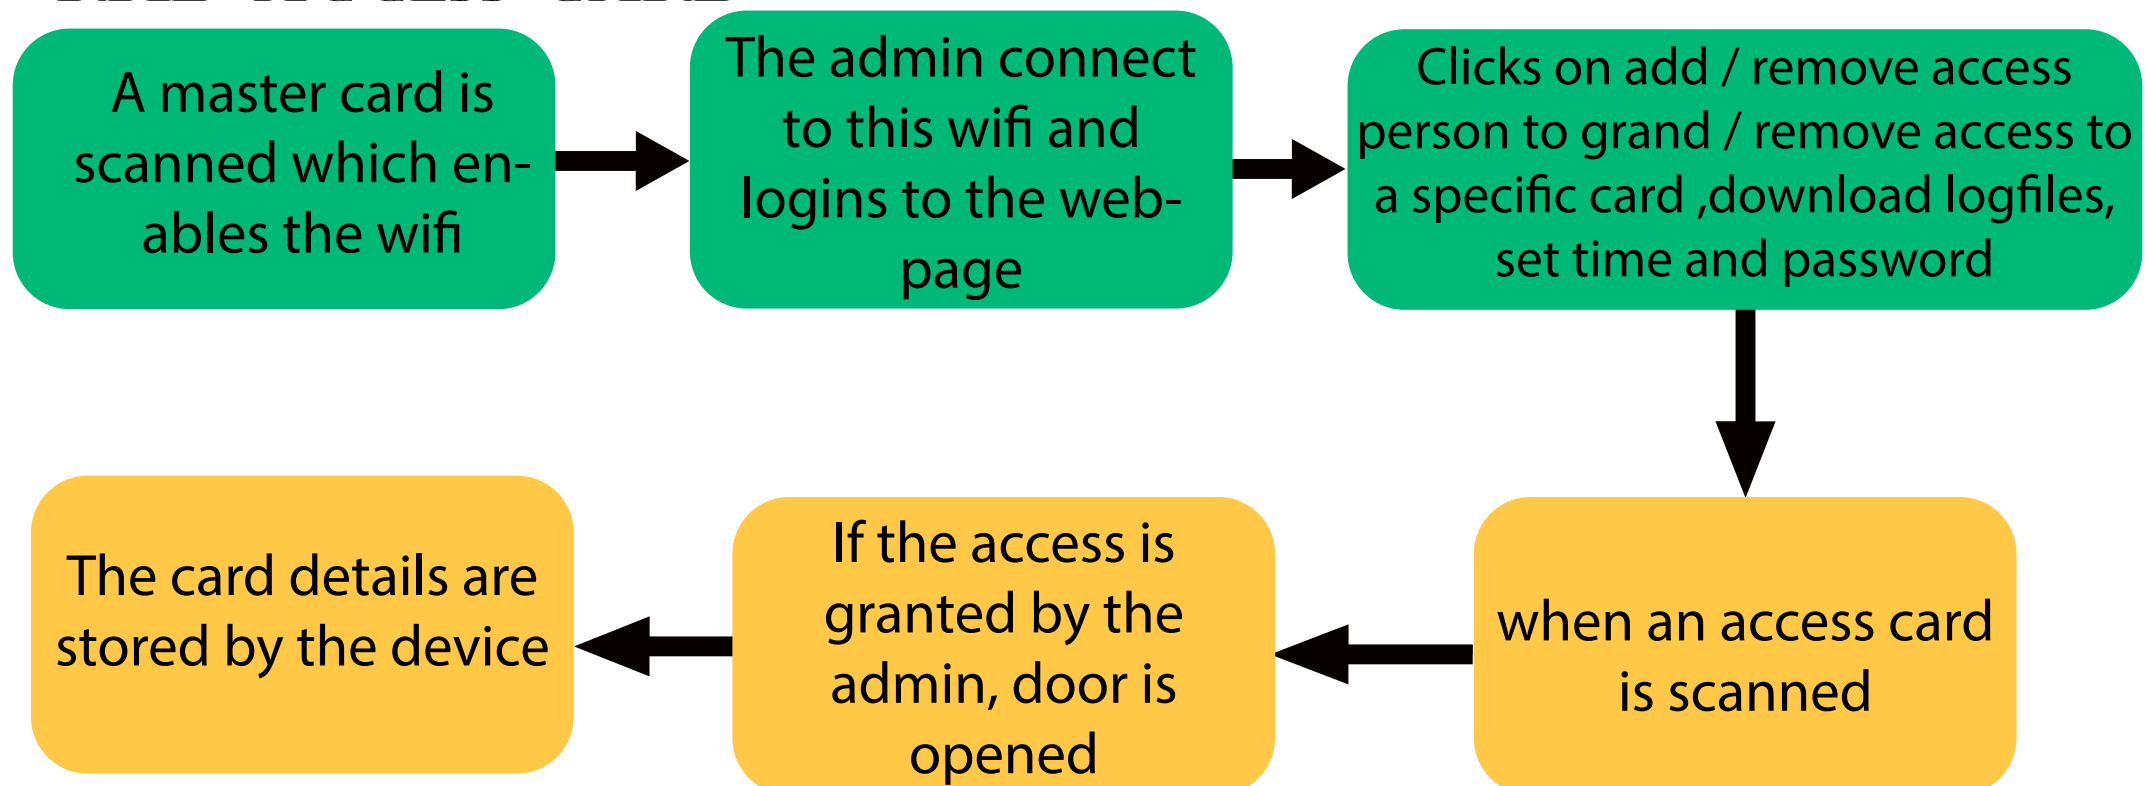 A master card is
scanned which en-
ables the wifi
The admin connect
to this wifi and
logins to the web-
page
Clicks on add / remove access
person to grand / remove access to
a specific card ,download logfiles,
set time and password
when an access card
is scanned
If the access is
granted by the
admin, door is
opened
The card details are
stored by the device